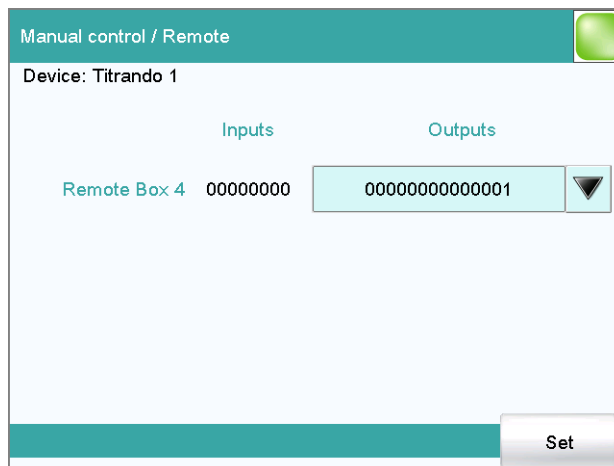 Manual control / Remote
Device: Titrando 1
Inputs Outputs
Remote Box 4 00000000 00000000000001
Set